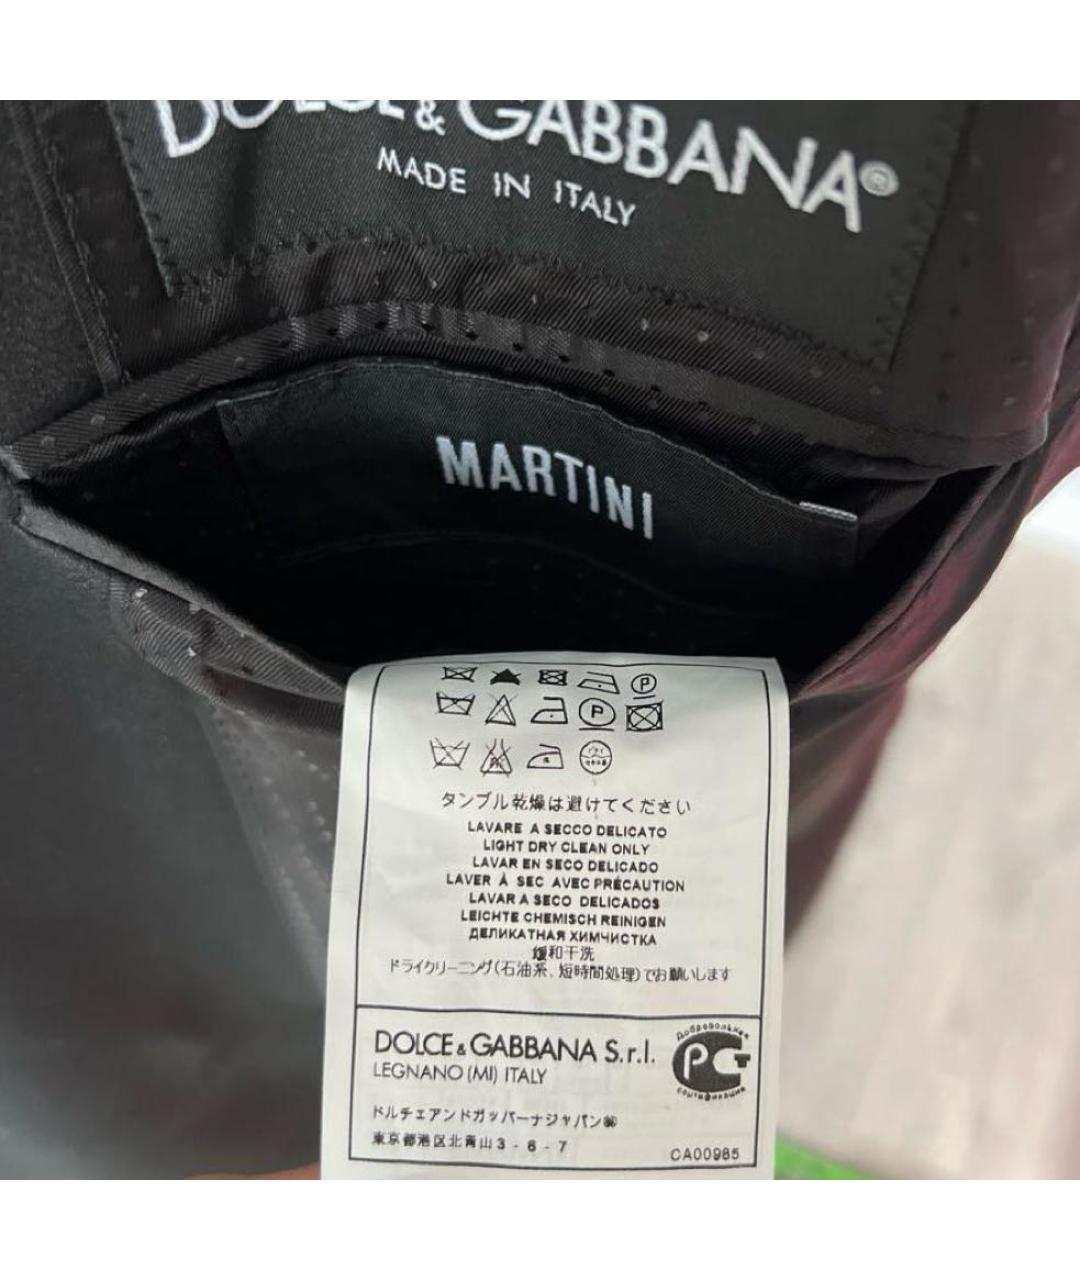 DOLCE & GABBANA®
MADE IN ITALY
MARTINI
タンブル乾燥は避けてください
LAVARE A SECCO DELICATO
LIGHT DRY CLEAN ONLY
LAVAR EN SECO DELICADO
LAVER À SEC AVEC PRÉCAUTION
LAVAR A SECO DELICADOS
LEICHTE CHEMISCH REINIGEN
ДЕЛИКАТНАЯ ХИМЧИСТКА
緩和干洗
ドライクリーニング(石油系、短時間処理)でお願いします
DOLCE & GABBANA S.r.l.
LEGNANO (MI) ITALY
Добровольная
РСТ
сертификация
ドルチェアンドガッバーナジャパン㈱
東京都港区北青山3-6-7
CA00985